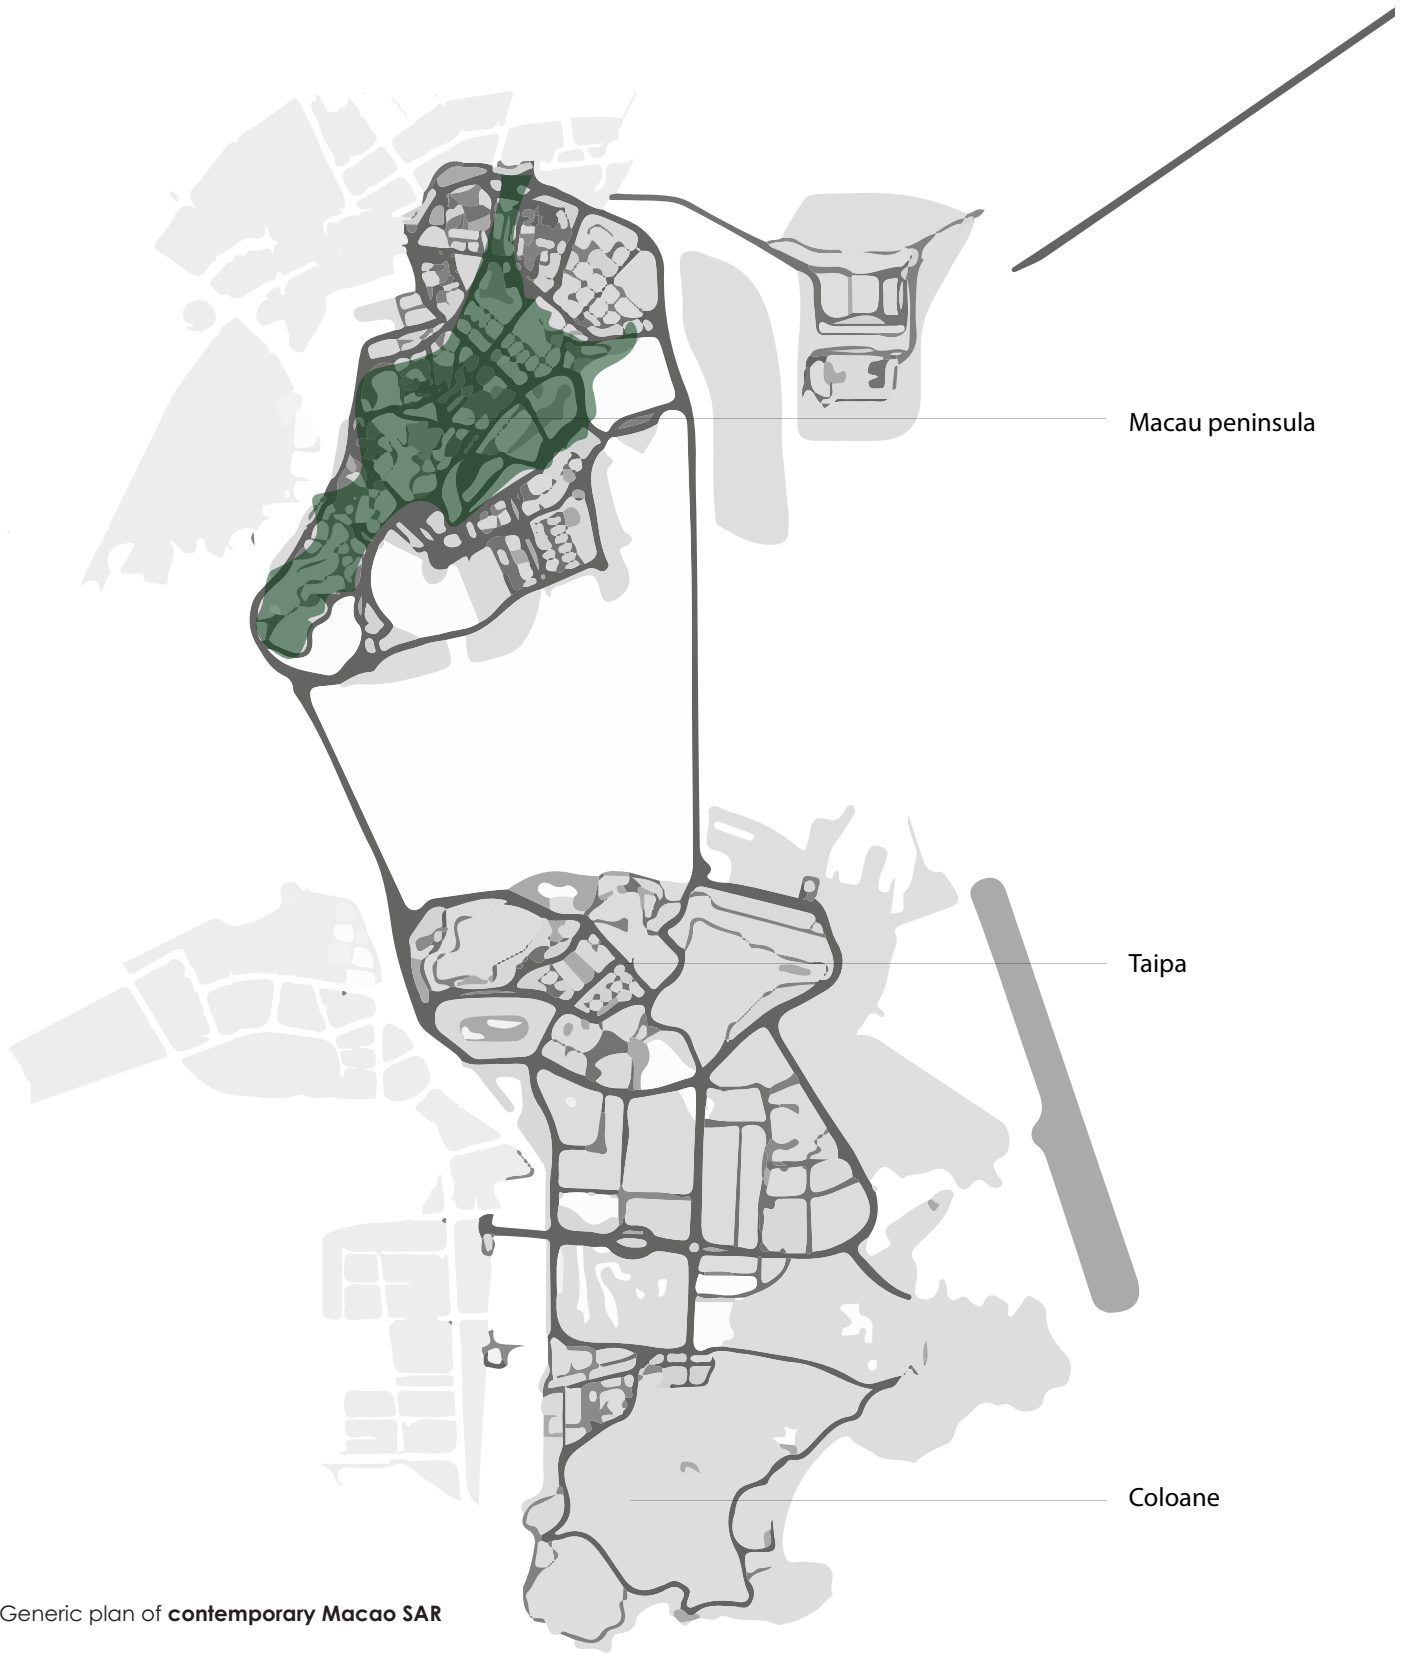 Macau peninsula
Taipa
Coloane
Generic plan of contemporary Macao SAR